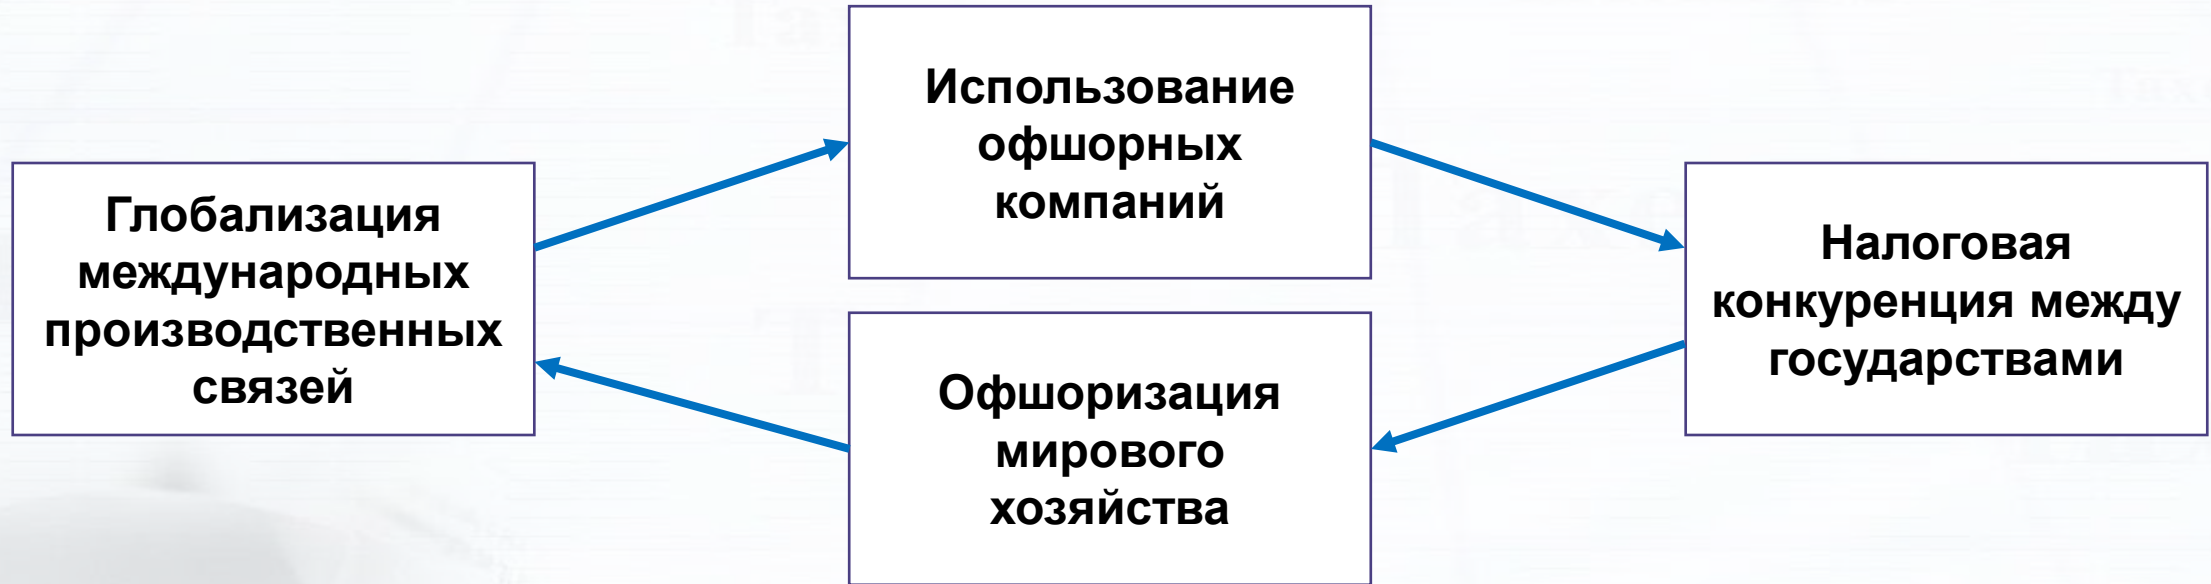 Использование
офшорных
компаний
Глобализация
международных
производственных
связей
Налоговая
конкуренция между
государствами
Офшоризация
мирового
хозяйства